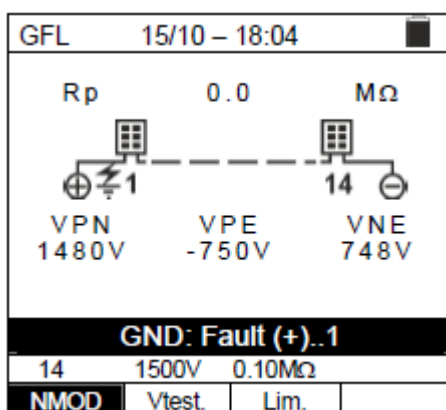 GFL 15/10 – 18:04
Rp 0.0 MΩ
1 14
VPN VPE VNE
1480V -750V 748V
GND: Fault (+)..1
14 1500V 0.10MΩ
NMOD Vtest. Lim.